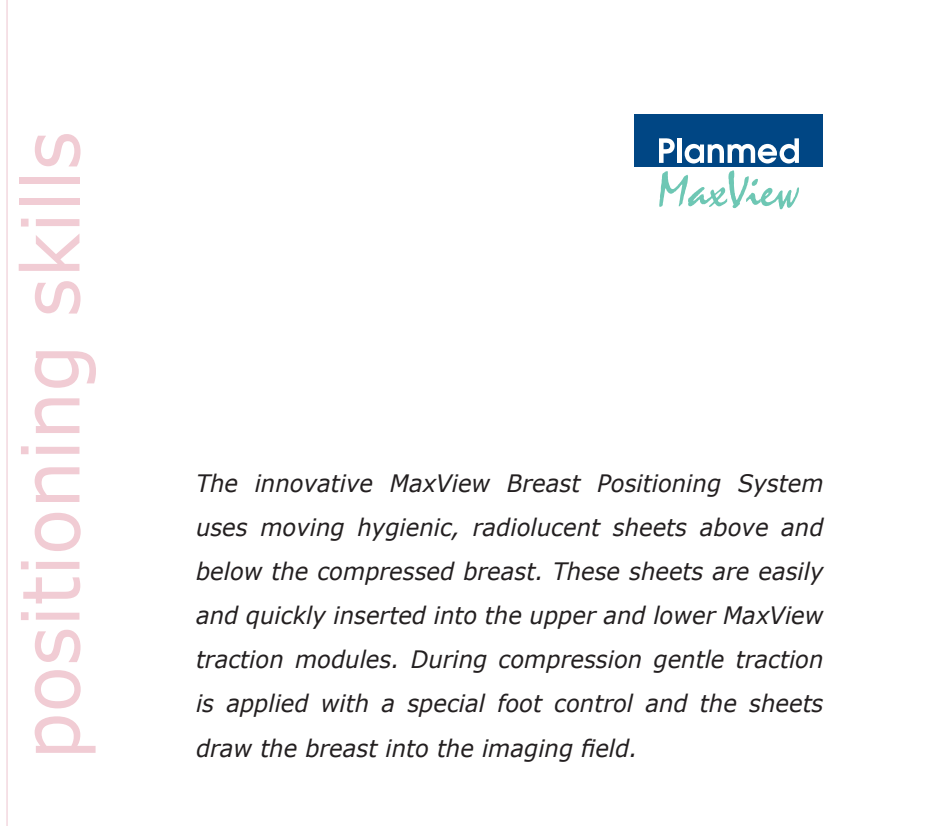 positioning skills
Planmed
MaxView
The innovative MaxView Breast Positioning System
uses moving hygienic, radiolucent sheets above and
below the compressed breast. These sheets are easily
and quickly inserted into the upper and lower MaxView
traction modules. During compression gentle traction
is applied with a special foot control and the sheets
draw the breast into the imaging field.